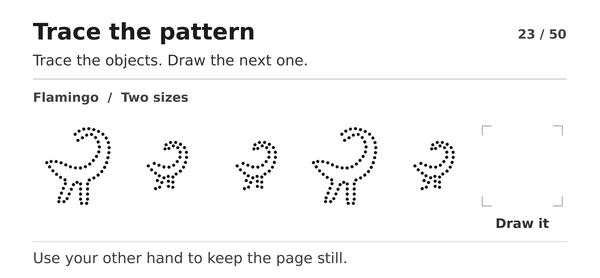 Trace the pattern
23 / 50
Trace the objects. Draw the next one.
Flamingo / Two sizes
Draw it
Use your other hand to keep the page still.